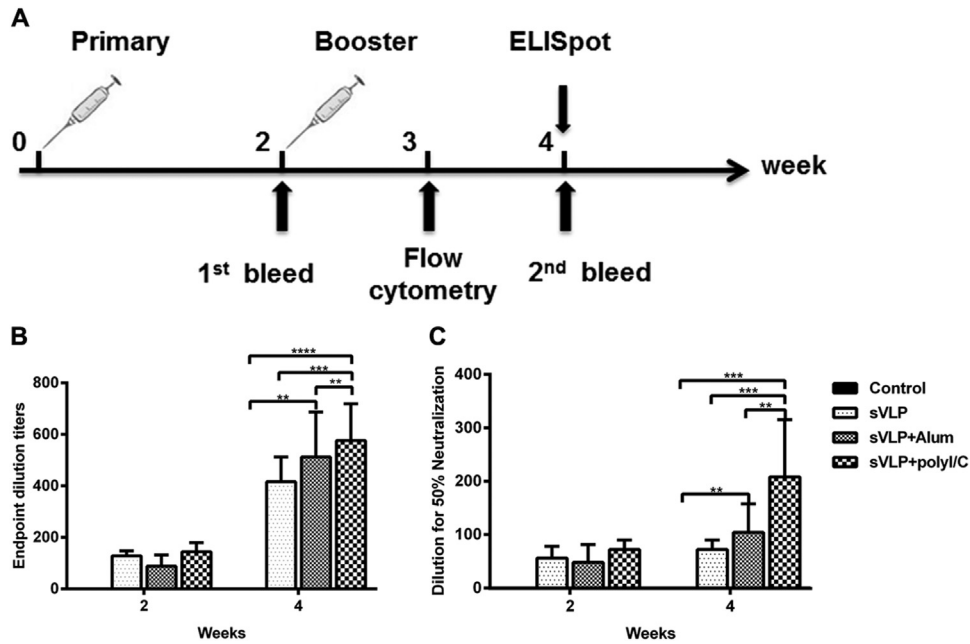 A
Primary
Booster
ELISpot
0
2
3
4
week
1st bleed
Flow
cytometry
2nd bleed
B
Endpoint dilution titers
800
600
400
200
0
****
***
**
**
2
4
Weeks
C
Dilution for 50% Neutralization
400
300
200
100
0
***
***
**
**
2
4
Weeks
Control
sVLP
sVLP+Alum
sVLP+polyI/C